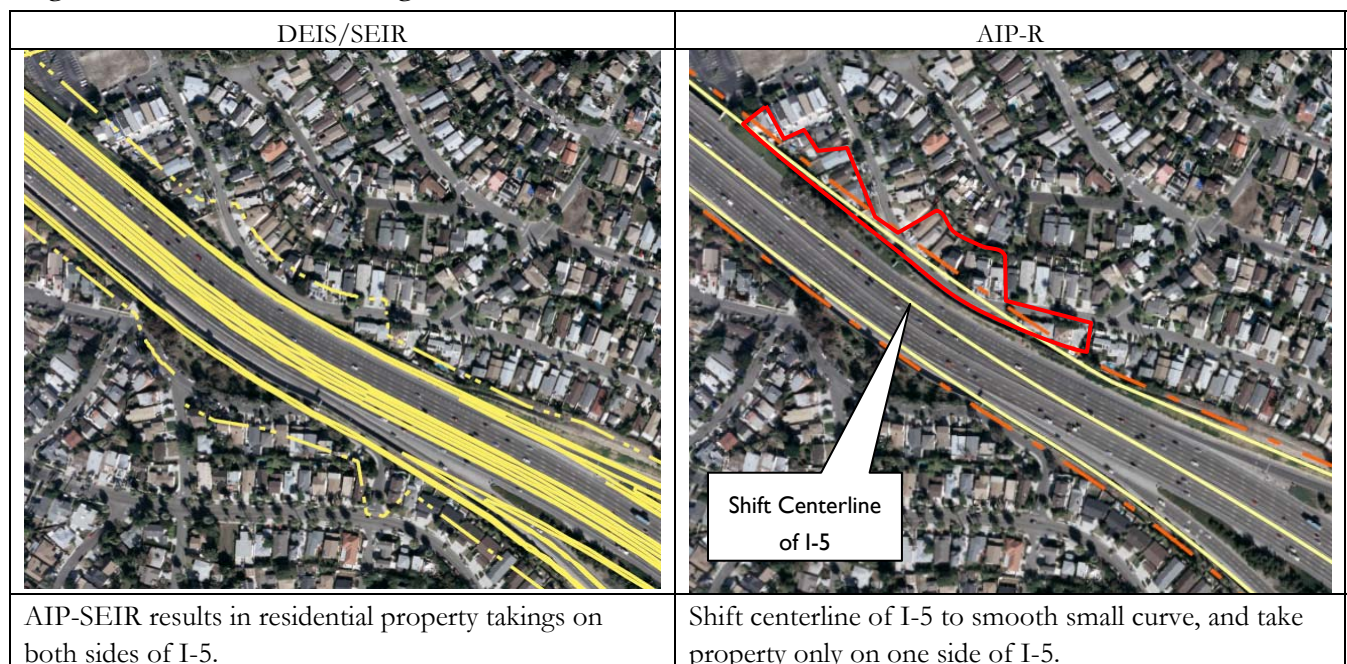 DEIS/SEIR
AIP-R
Shift Centerline
of I-5
AIP-SEIR results in residential property takings on
both sides of I-5.
Shift centerline of I-5 to smooth small curve, and take
property only on one side of I-5.